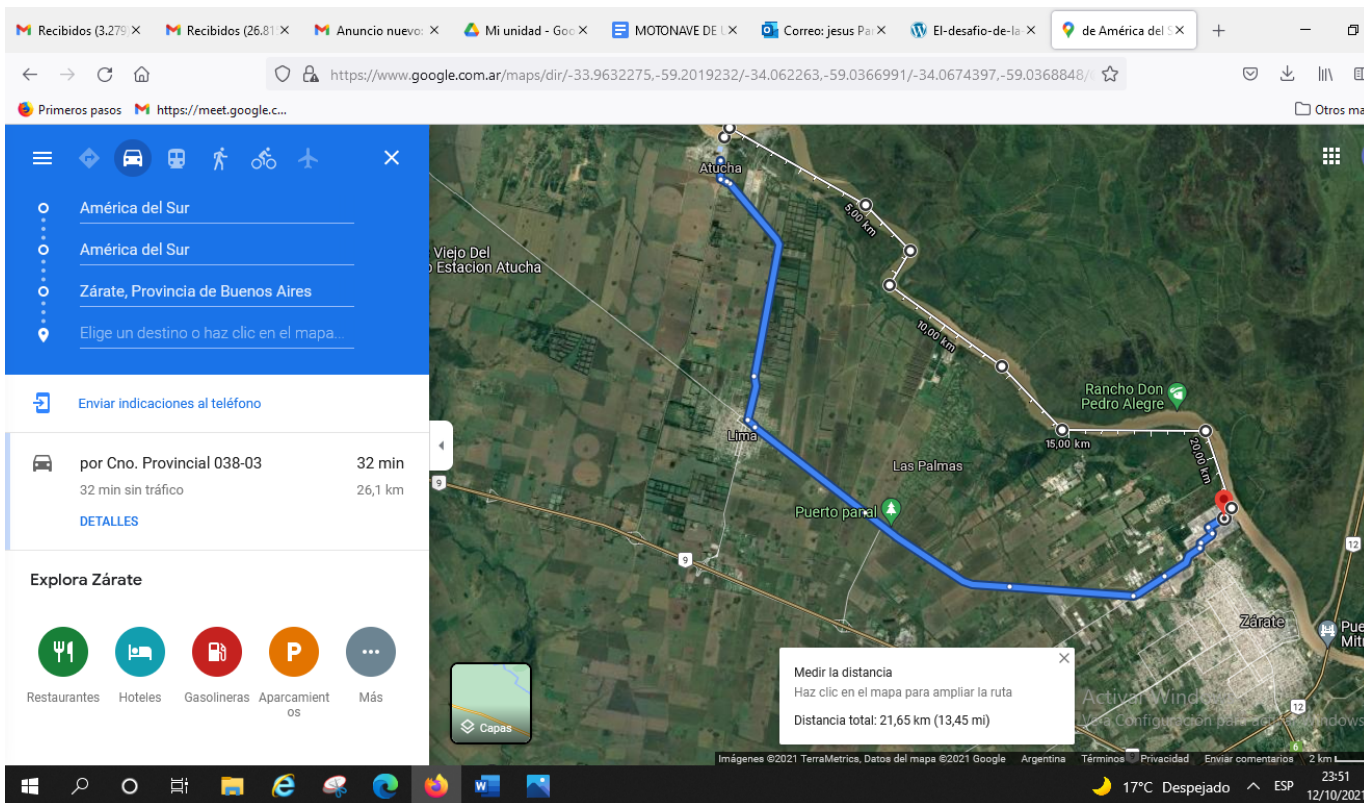 Recibidos (3.279
Recibidos (26.81
Anuncio nuevo:
Mi unidad - Goo
MOTONAVE DE
Correo: jesus Pa
El-desafio-de-la-
de América del S
https://www.google.com.ar/maps/dir/-33.9632275,-59.2019232/-34.062263,-59.0366991/-34.0674397,-59.0368848/
Primeros pasos
https://meet.google.c...
Otros ma
América del Sur
América del Sur
Zárate, Provincia de Buenos Aires
Elige un destino o haz clic en el mapa...
Enviar indicaciones al teléfono
por Cno. Provincial 038-03
32 min
32 min sin tráfico
26,1 km
DETALLES
Explora Zárate
Restaurantes
Hoteles
Gasolineras
Aparcamient
os
Más
Atucha
5,00 km
Viejo Del
Estacion Atucha
10,00 km
Rancho Don
Pedro Alegre
Lima
15,00 km
20,00 km
Las Palmas
9
Puerto panal
9
12
Zárate
Pue
Mitr
12
6
Capas
Medir la distancia
Haz clic en el mapa para ampliar la ruta
Distancia total: 21,65 km (13,45 mi)
Activar Windows
Imágenes ©2021 TerraMetrics, Datos del mapa ©2021 Google
Argentina
Términos
Privacidad
Enviar comentarios
2 km
17°C Despejado
ESP
23:51
12/10/2021